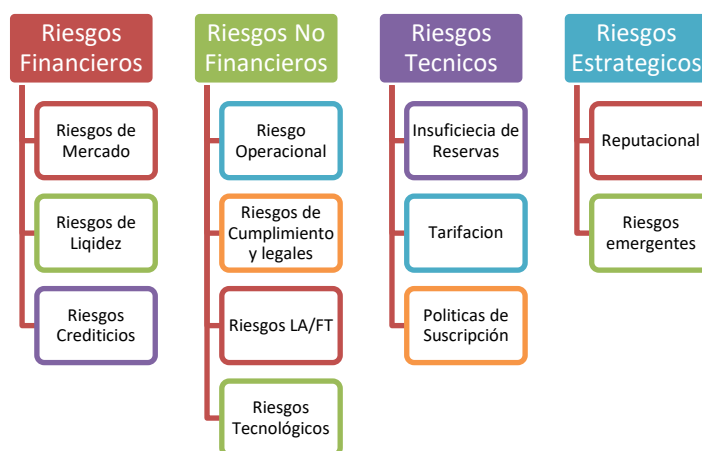 Riesgos
Financieros
Riesgos de
Mercado
Riesgos de
Liqidez
Riesgos
Crediticios
Riesgos No
Financieros
Riesgo
Operacional
Riesgos de
Cumplimiento
y legales
Riesgos LA/FT
Riesgos
Tecnológicos
Riesgos
Tecnicos
Insuficiecia de
Reservas
Tarifacion
Politicas de
Suscripción
Riesgos
Estrategicos
Reputacional
Riesgos
emergentes